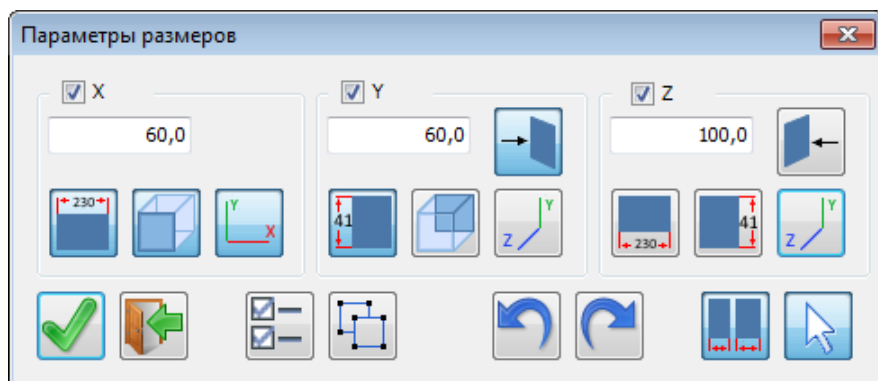 Параметры размеров
X Y Z
60,0 60,0 100,0
230 Y X 41 Y Z 230 41 Y Z